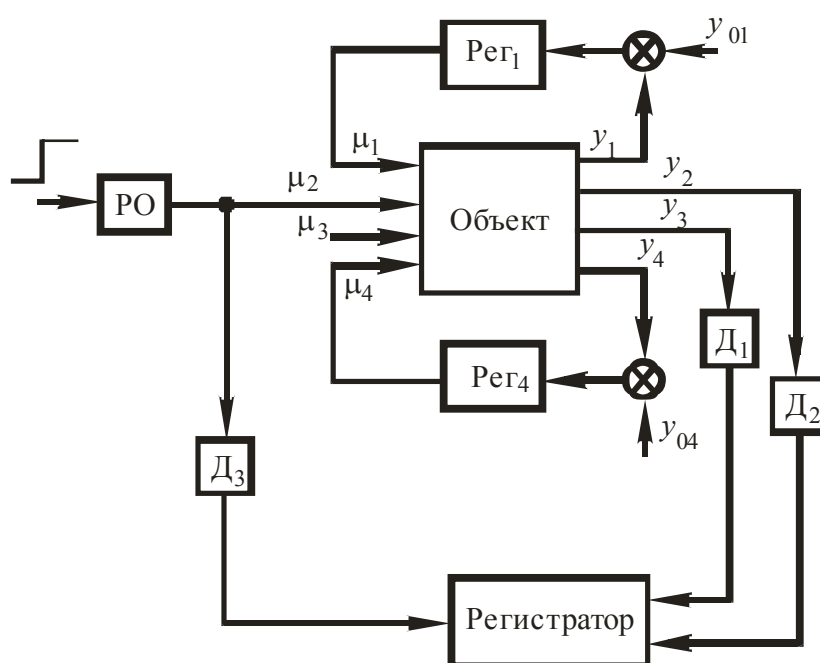 y₀₁
Рег₁
μ₁
y₁
y₂
РО
μ₂
Объект
y₃
μ₃
y₄
μ₄
Д₁
Рег₄
Д₂
y₀₄
Д₃
Регистратор